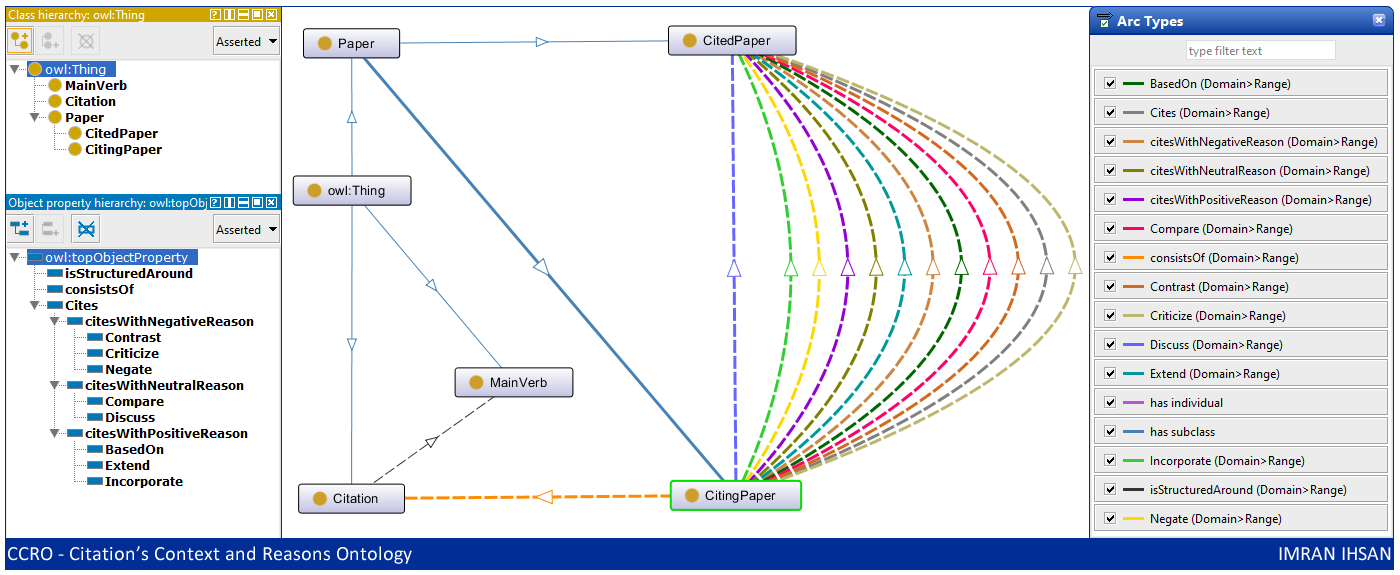 Class hierarchy: owl:Thing
Asserted
owl:Thing
MainVerb
Citation
Paper
CitedPaper
CitingPaper
Object property hierarchy: owl:topObj
Asserted
owl:topObjectProperty
isStructuredAround
consistsOf
Cites
citesWithNegativeReason
Contrast
Criticize
Negate
citesWithNeutralReason
Compare
Discuss
citesWithPositiveReason
BasedOn
Extend
Incorporate
Paper
CitedPaper
owl:Thing
MainVerb
Citation
CitingPaper
Arc Types
type filter text
BasedOn (Domain>Range)
Cites (Domain>Range)
citesWithNegativeReason (Domain>Range)
citesWithNeutralReason (Domain>Range)
citesWithPositiveReason (Domain>Range)
Compare (Domain>Range)
consistsOf (Domain>Range)
Contrast (Domain>Range)
Criticize (Domain>Range)
Discuss (Domain>Range)
Extend (Domain>Range)
has individual
has subclass
Incorporate (Domain>Range)
isStructuredAround (Domain>Range)
Negate (Domain>Range)
CCRO - Citation’s Context and Reasons Ontology
IMRAN IHSAN